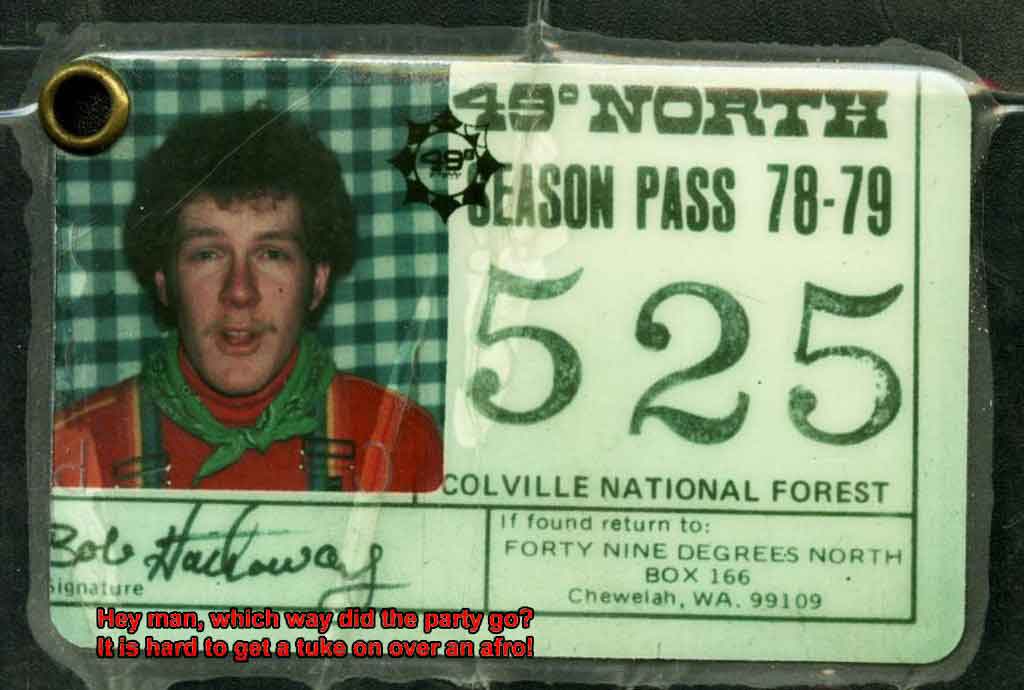 49° NORTH
49°
SEASON PASS 78-79
525
COLVILLE NATIONAL FOREST
Bob
Signature
If found return to:
FORTY NINE DEGREES NORTH
BOX 166
Chewelah, WA. 99109
Hey man, which way did the party go?
It is hard to get a tuke on over an afro!